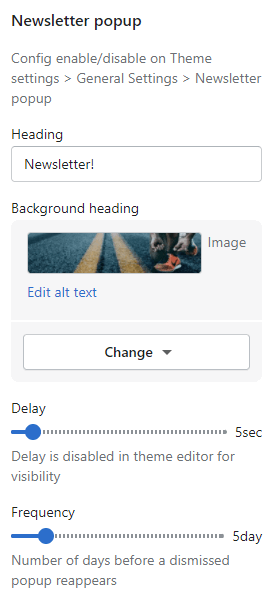 Newsletter popup
Config enable/disable on Theme
settings > General Settings > Newsletter
popup
Heading
Newsletter!
Background heading
Image
Edit alt text
Change
Delay
5sec
Delay is disabled in theme editor for
visibility
Frequency
5day
Number of days before a dismissed
popup reappears